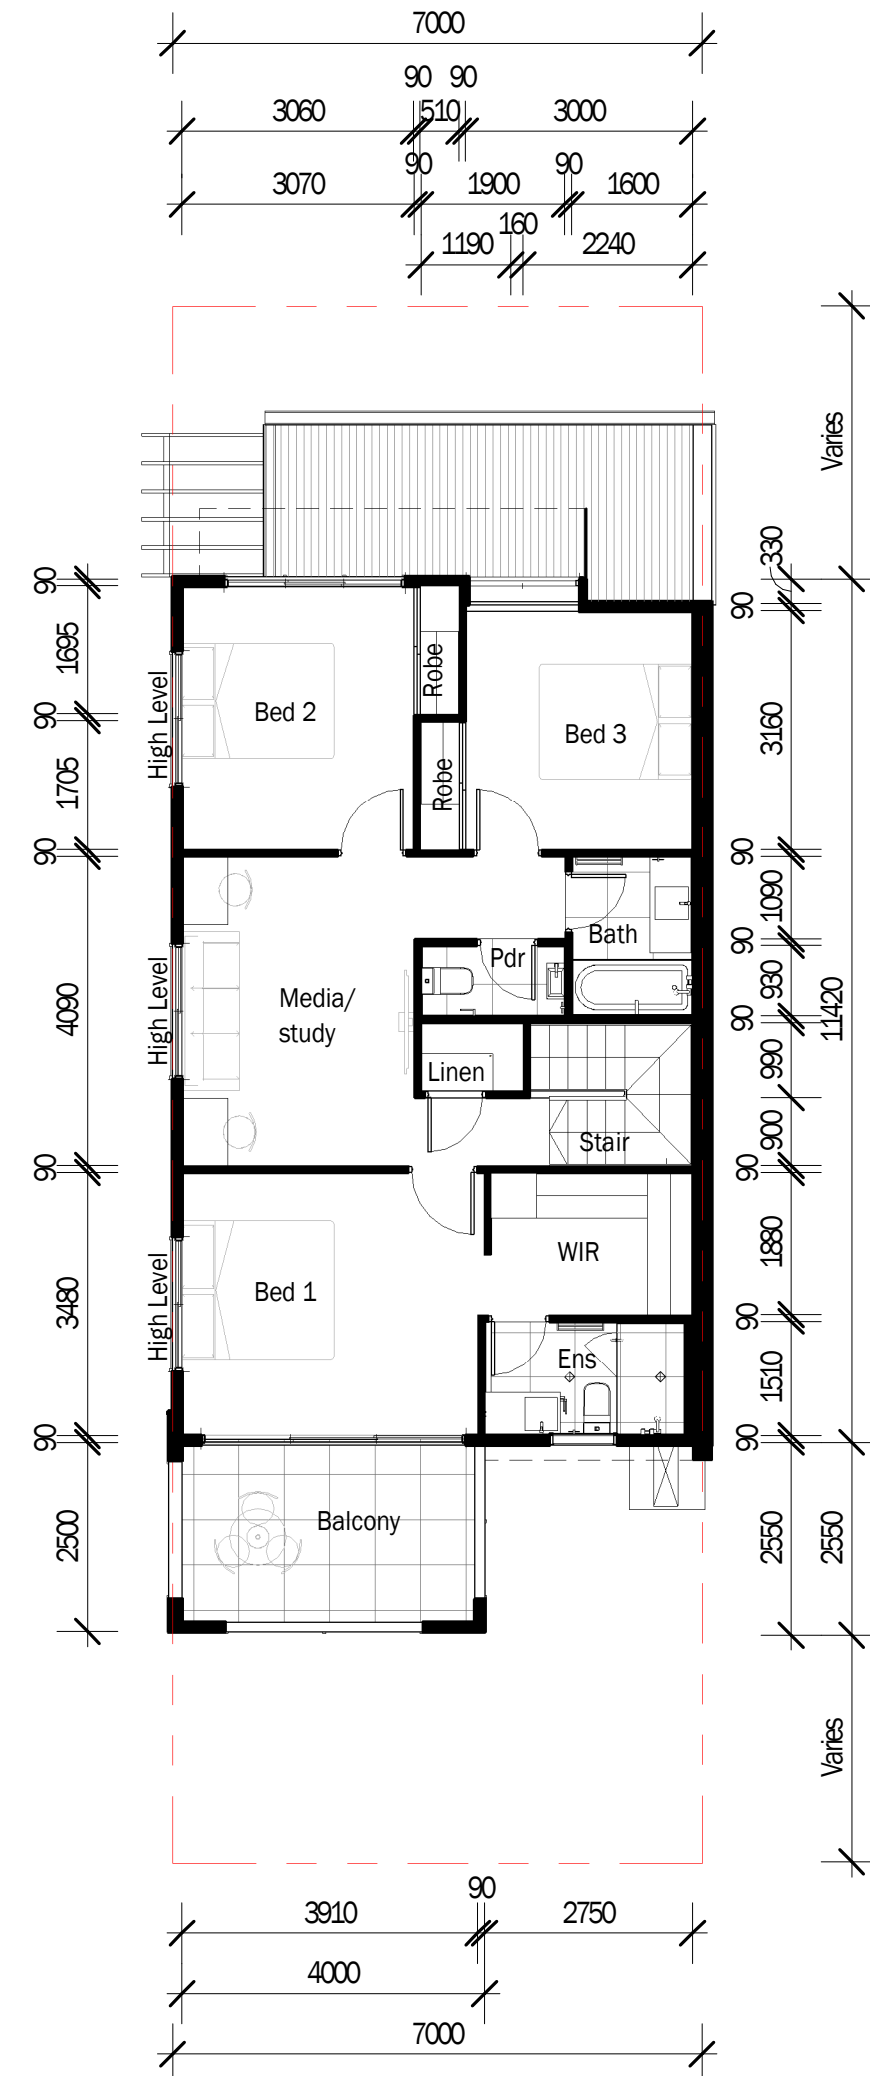 7000
90 90
3060 510 3000
90 90
3070 1900 1600
160
1190 2240
Varies
330
90
90
1695
High Level
Bed 2
Robe
Bed 3
3160
90
1705
Robe
90
90
1090
Bath
90
Pdr
930
4090
High Level
Media/
study
90
11420
990
Linen
900
Stair
90
90
WIR
1880
3480
High Level
Bed 1
90
Ens
1510
90
90
2500
Balcony
2550
2550
Varies
90
3910 2750
4000
7000